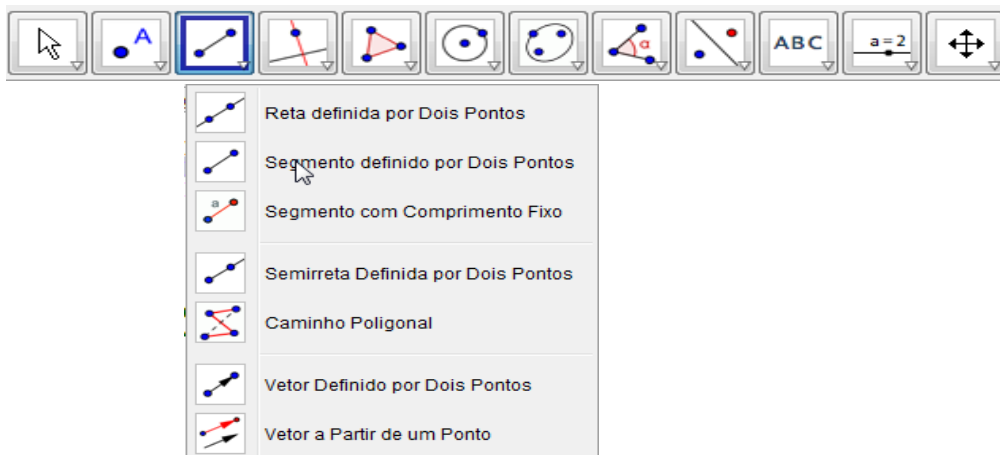 A
α
ABC
a=2
Reta definida por Dois Pontos
Segmento definido por Dois Pontos
a
Segmento com Comprimento Fixo
Semirreta Definida por Dois Pontos
Caminho Poligonal
Vetor Definido por Dois Pontos
Vetor a Partir de um Ponto